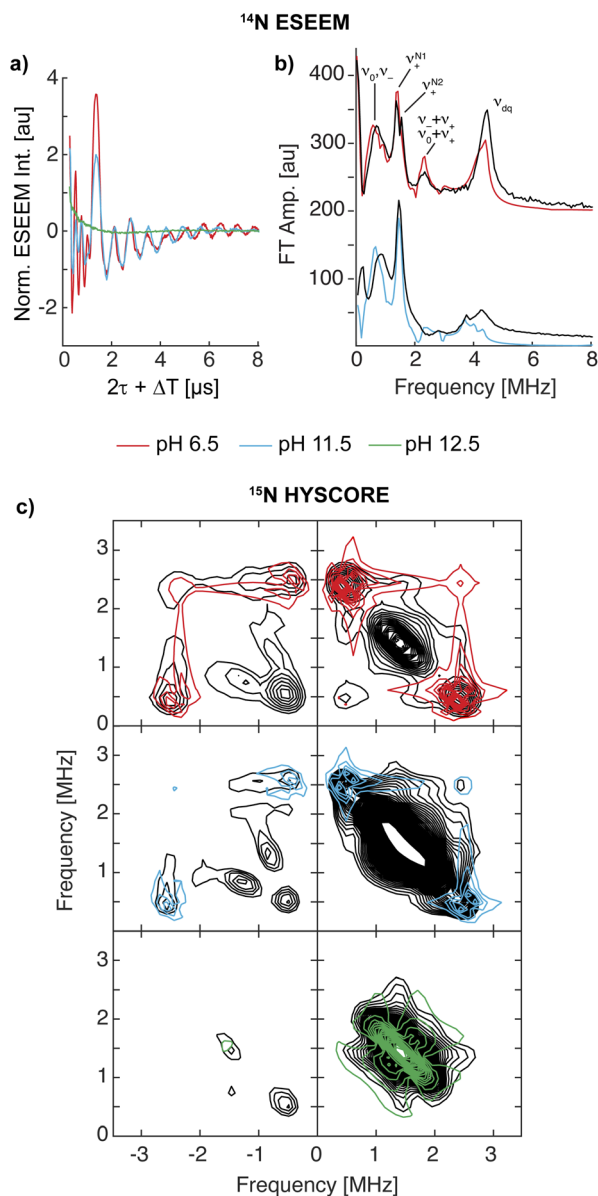 ¹⁴N ESEEM
a)
Norm. ESEEM Int. [au]
4
2
0
-2
0 2 4 6 8
2τ + ΔT [μs]
b)
FT Amp. [au]
400
300
200
100
ν₀,ν₋
ν₊ᴺ¹
ν₊ᴺ²
ν₋+ν₊
ν₀+ν₊
ν_dq
0 2 4 6 8
Frequency [MHz]
pH 6.5 pH 11.5 pH 12.5
¹⁵N HYSCORE
c)
3
2
1
0
3
2
1
0
3
2
1
0
Frequency [MHz]
-3 -2 -1 0 1 2 3
Frequency [MHz]